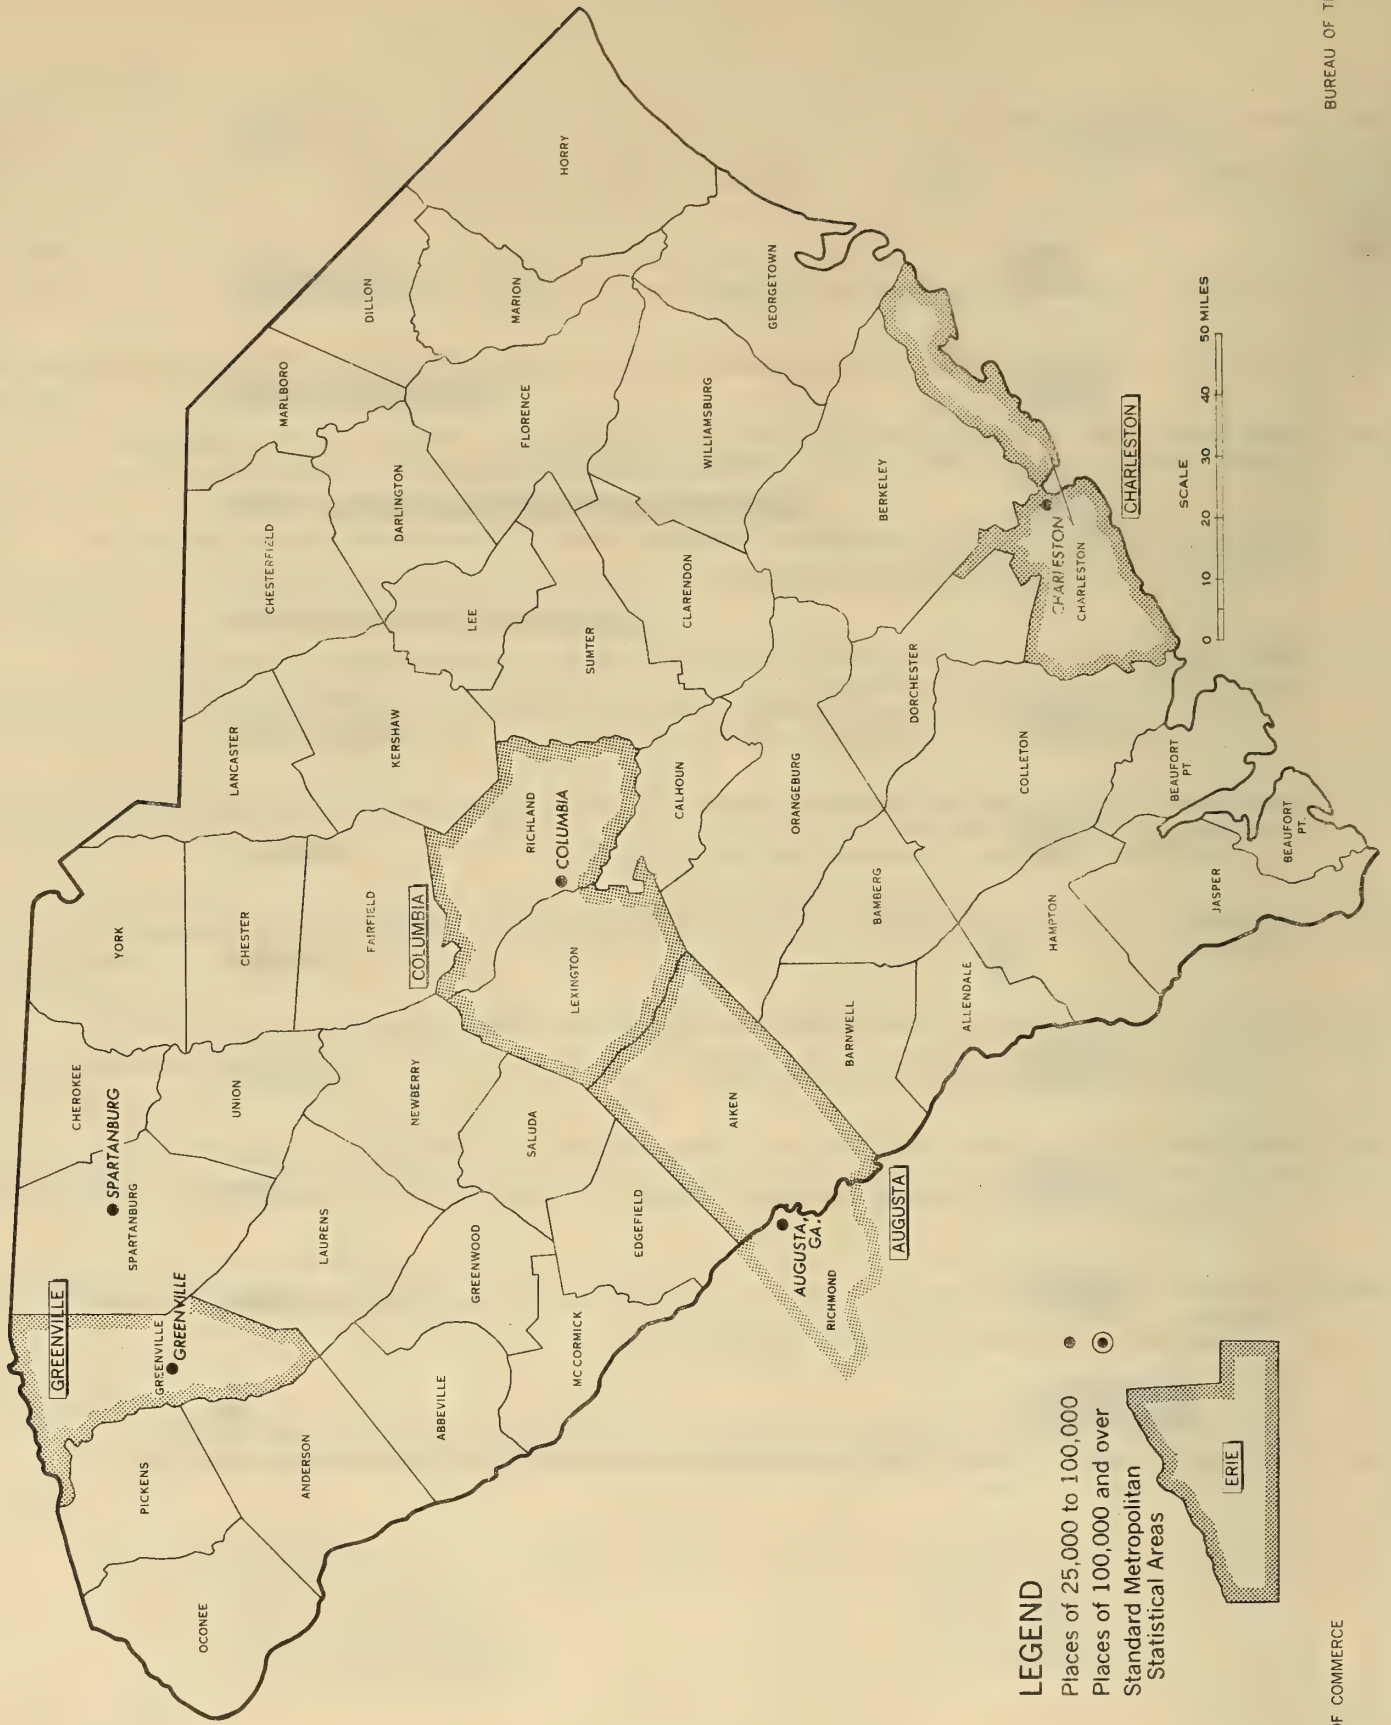 OCONEE
PICKENS
GREENVILLE
GREENVILLE
GREENVILLE
SPARTANBURG
SPARTANBURG
CHEROKEE
YORK
ANDERSON
LAURENS
UNION
CHESTER
LANCASTER
CHESTERFIELD
MARLBORO
DILLON
ABBEVILLE
GREENWOOD
NEWBERRY
FAIRFIELD
KERSHAW
DARLINGTON
LEE
FLORENCE
MARION
HORRY
MC CORMICK
EDGEFIELD
SALUDA
LEXINGTON
COLUMBIA
RICHLAND
COLUMBIA
SUMTER
AIKEN
CALHOUN
CLARENDON
WILLIAMSBURG
GEORGETOWN
AUGUSTA,
GA.
RICHMOND
AUGUSTA
BARNWELL
BAMBERG
ORANGEBURG
DORCHESTER
BERKELEY
ALLENDALE
HAMPTON
COLLETON
CHARLESTON
CHARLESTON
CHARLESTON
JASPER
BEAUFORT
PT
BEAUFORT
PT.
LEGEND
Places of 25,000 to 100,000
Places of 100,000 and over
Standard Metropolitan
Statistical Areas
ERIE
SCALE
0 10 20 30 40 50 MILES
OF COMMERCE
BUREAU OF